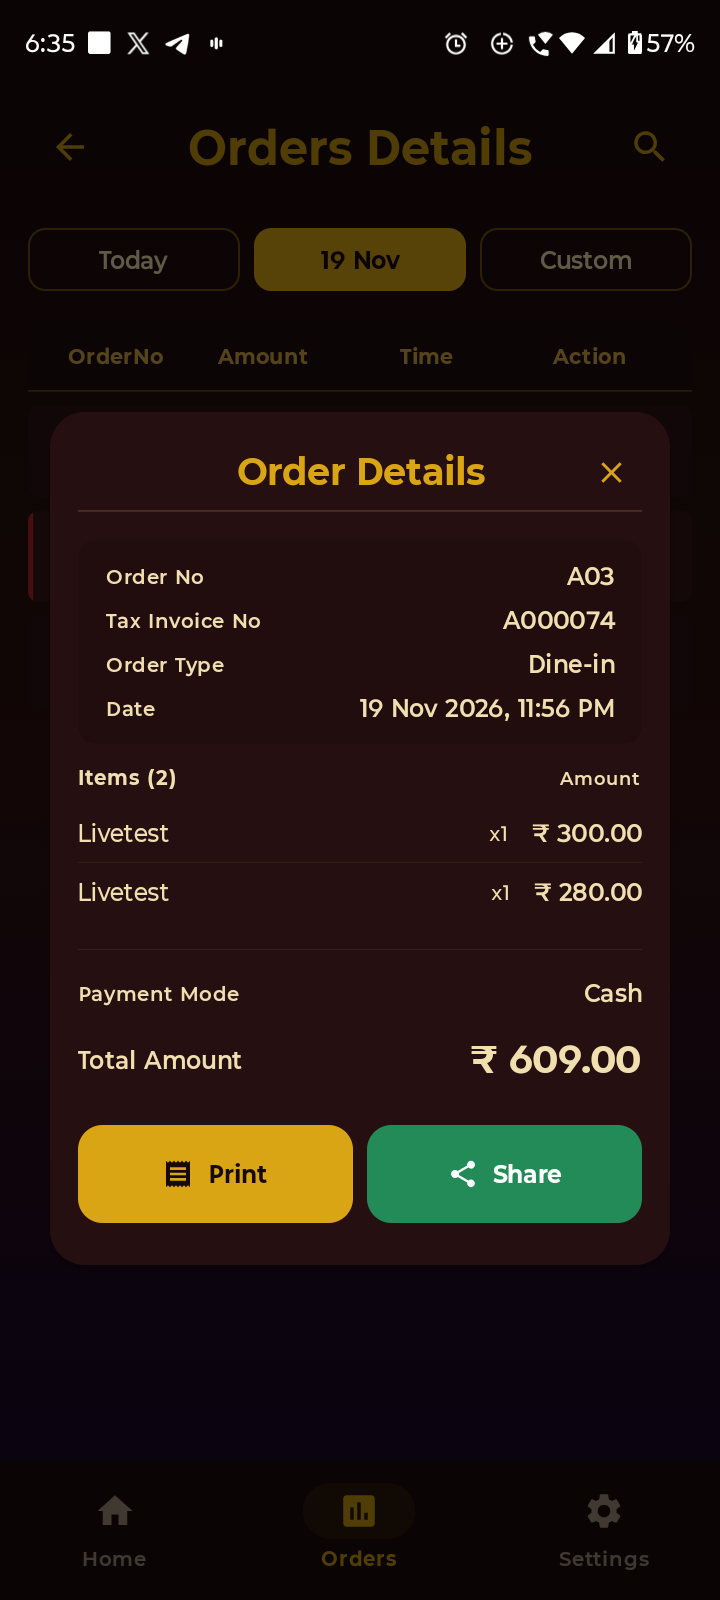 6:35
57%
Orders Details
Today
19 Nov
Custom
OrderNo Amount Time Action
Order Details
Order No A03
Tax Invoice No A000074
Order Type Dine-in
Date 19 Nov 2026, 11:56 PM
Items (2) Amount
Livetest x1 ₹ 300.00
Livetest x1 ₹ 280.00
Payment Mode Cash
Total Amount ₹ 609.00
Print
Share
Home
Orders
Settings